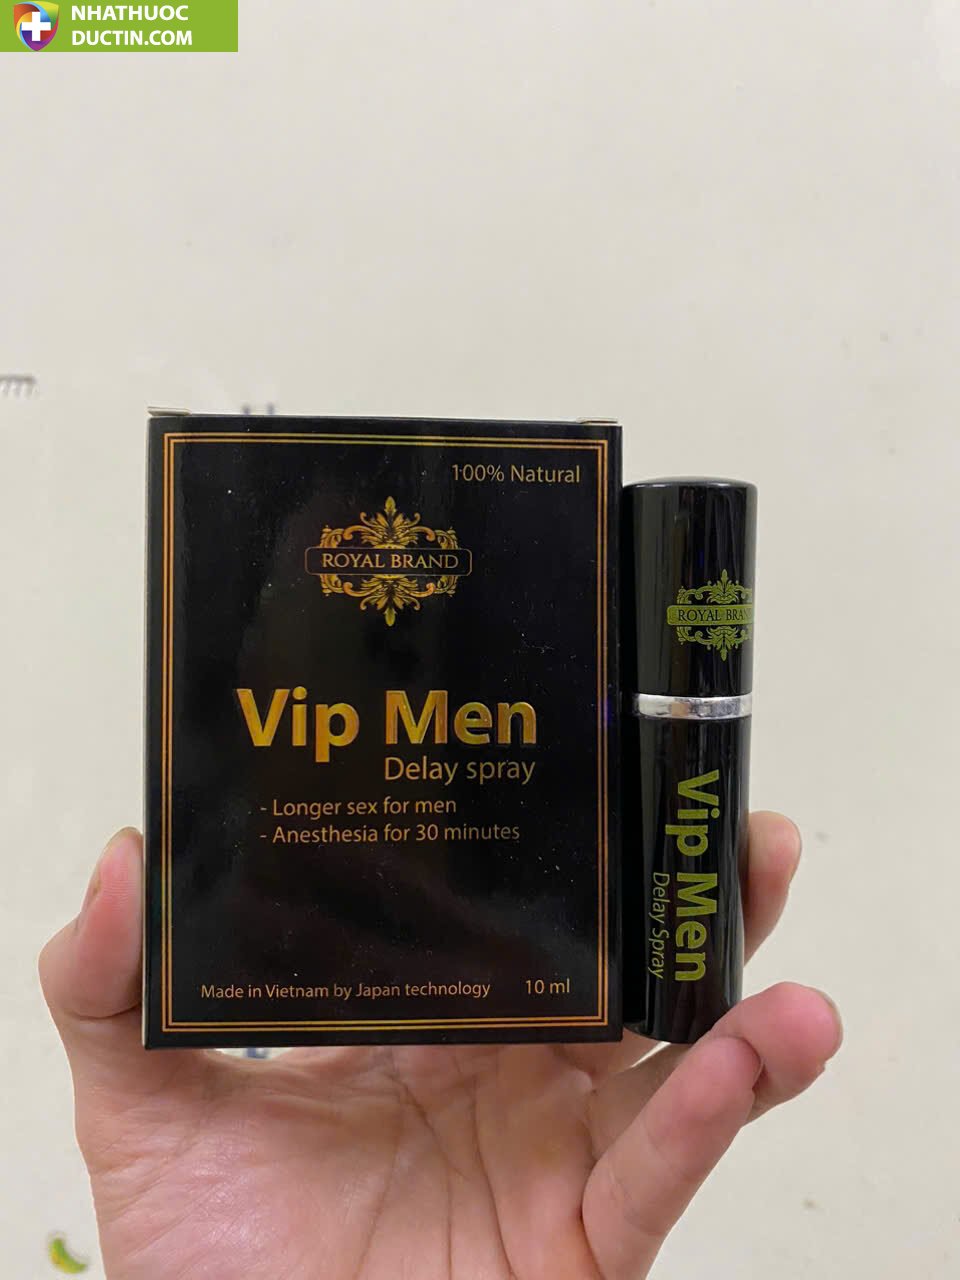 NHATHUOC
DUCTIN.COM
100% Natural
ROYAL BRAND
Vip Men
Delay spray
- Longer sex for men
- Anesthesia for 30 minutes
Made in Vietnam by Japan technology 10 ml
ROYAL BRAND
Vip Men
Delay Spray